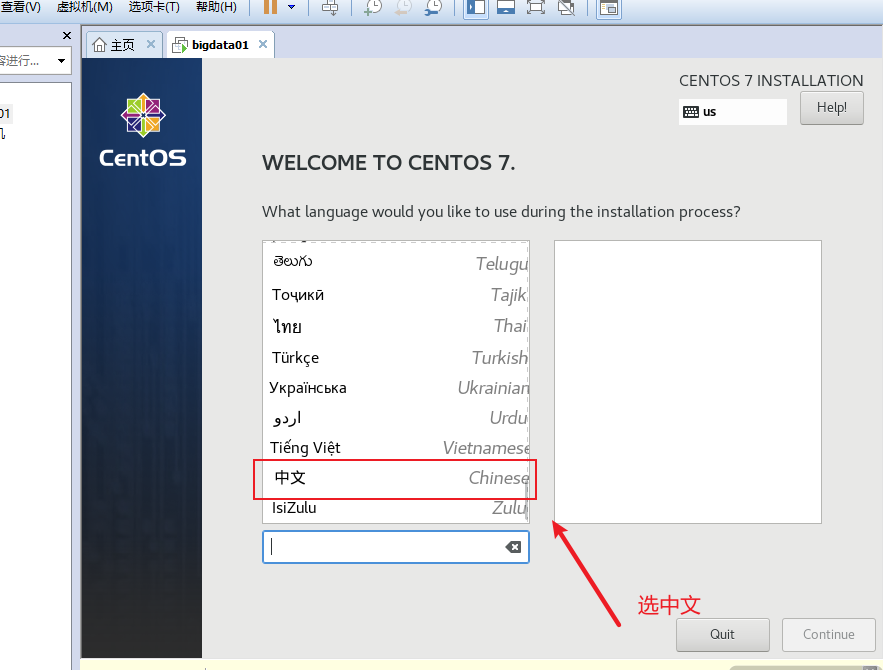 查看(V) 虚拟机(M) 选项卡(T) 帮助(H)
主页
bigdata01
容进行...
01
CENTOS 7 INSTALLATION
us
Help!
CentOS
WELCOME TO CENTOS 7.
What language would you like to use during the installation process?
తెలుగు Telugu
Тоҷикӣ Tajik
ไทย Thai
Türkçe Turkish
Українська Ukrainian
اردو Urdu
Tiếng Việt Vietnamese
中文 Chinese
IsiZulu Zulu
选中文
Quit
Continue